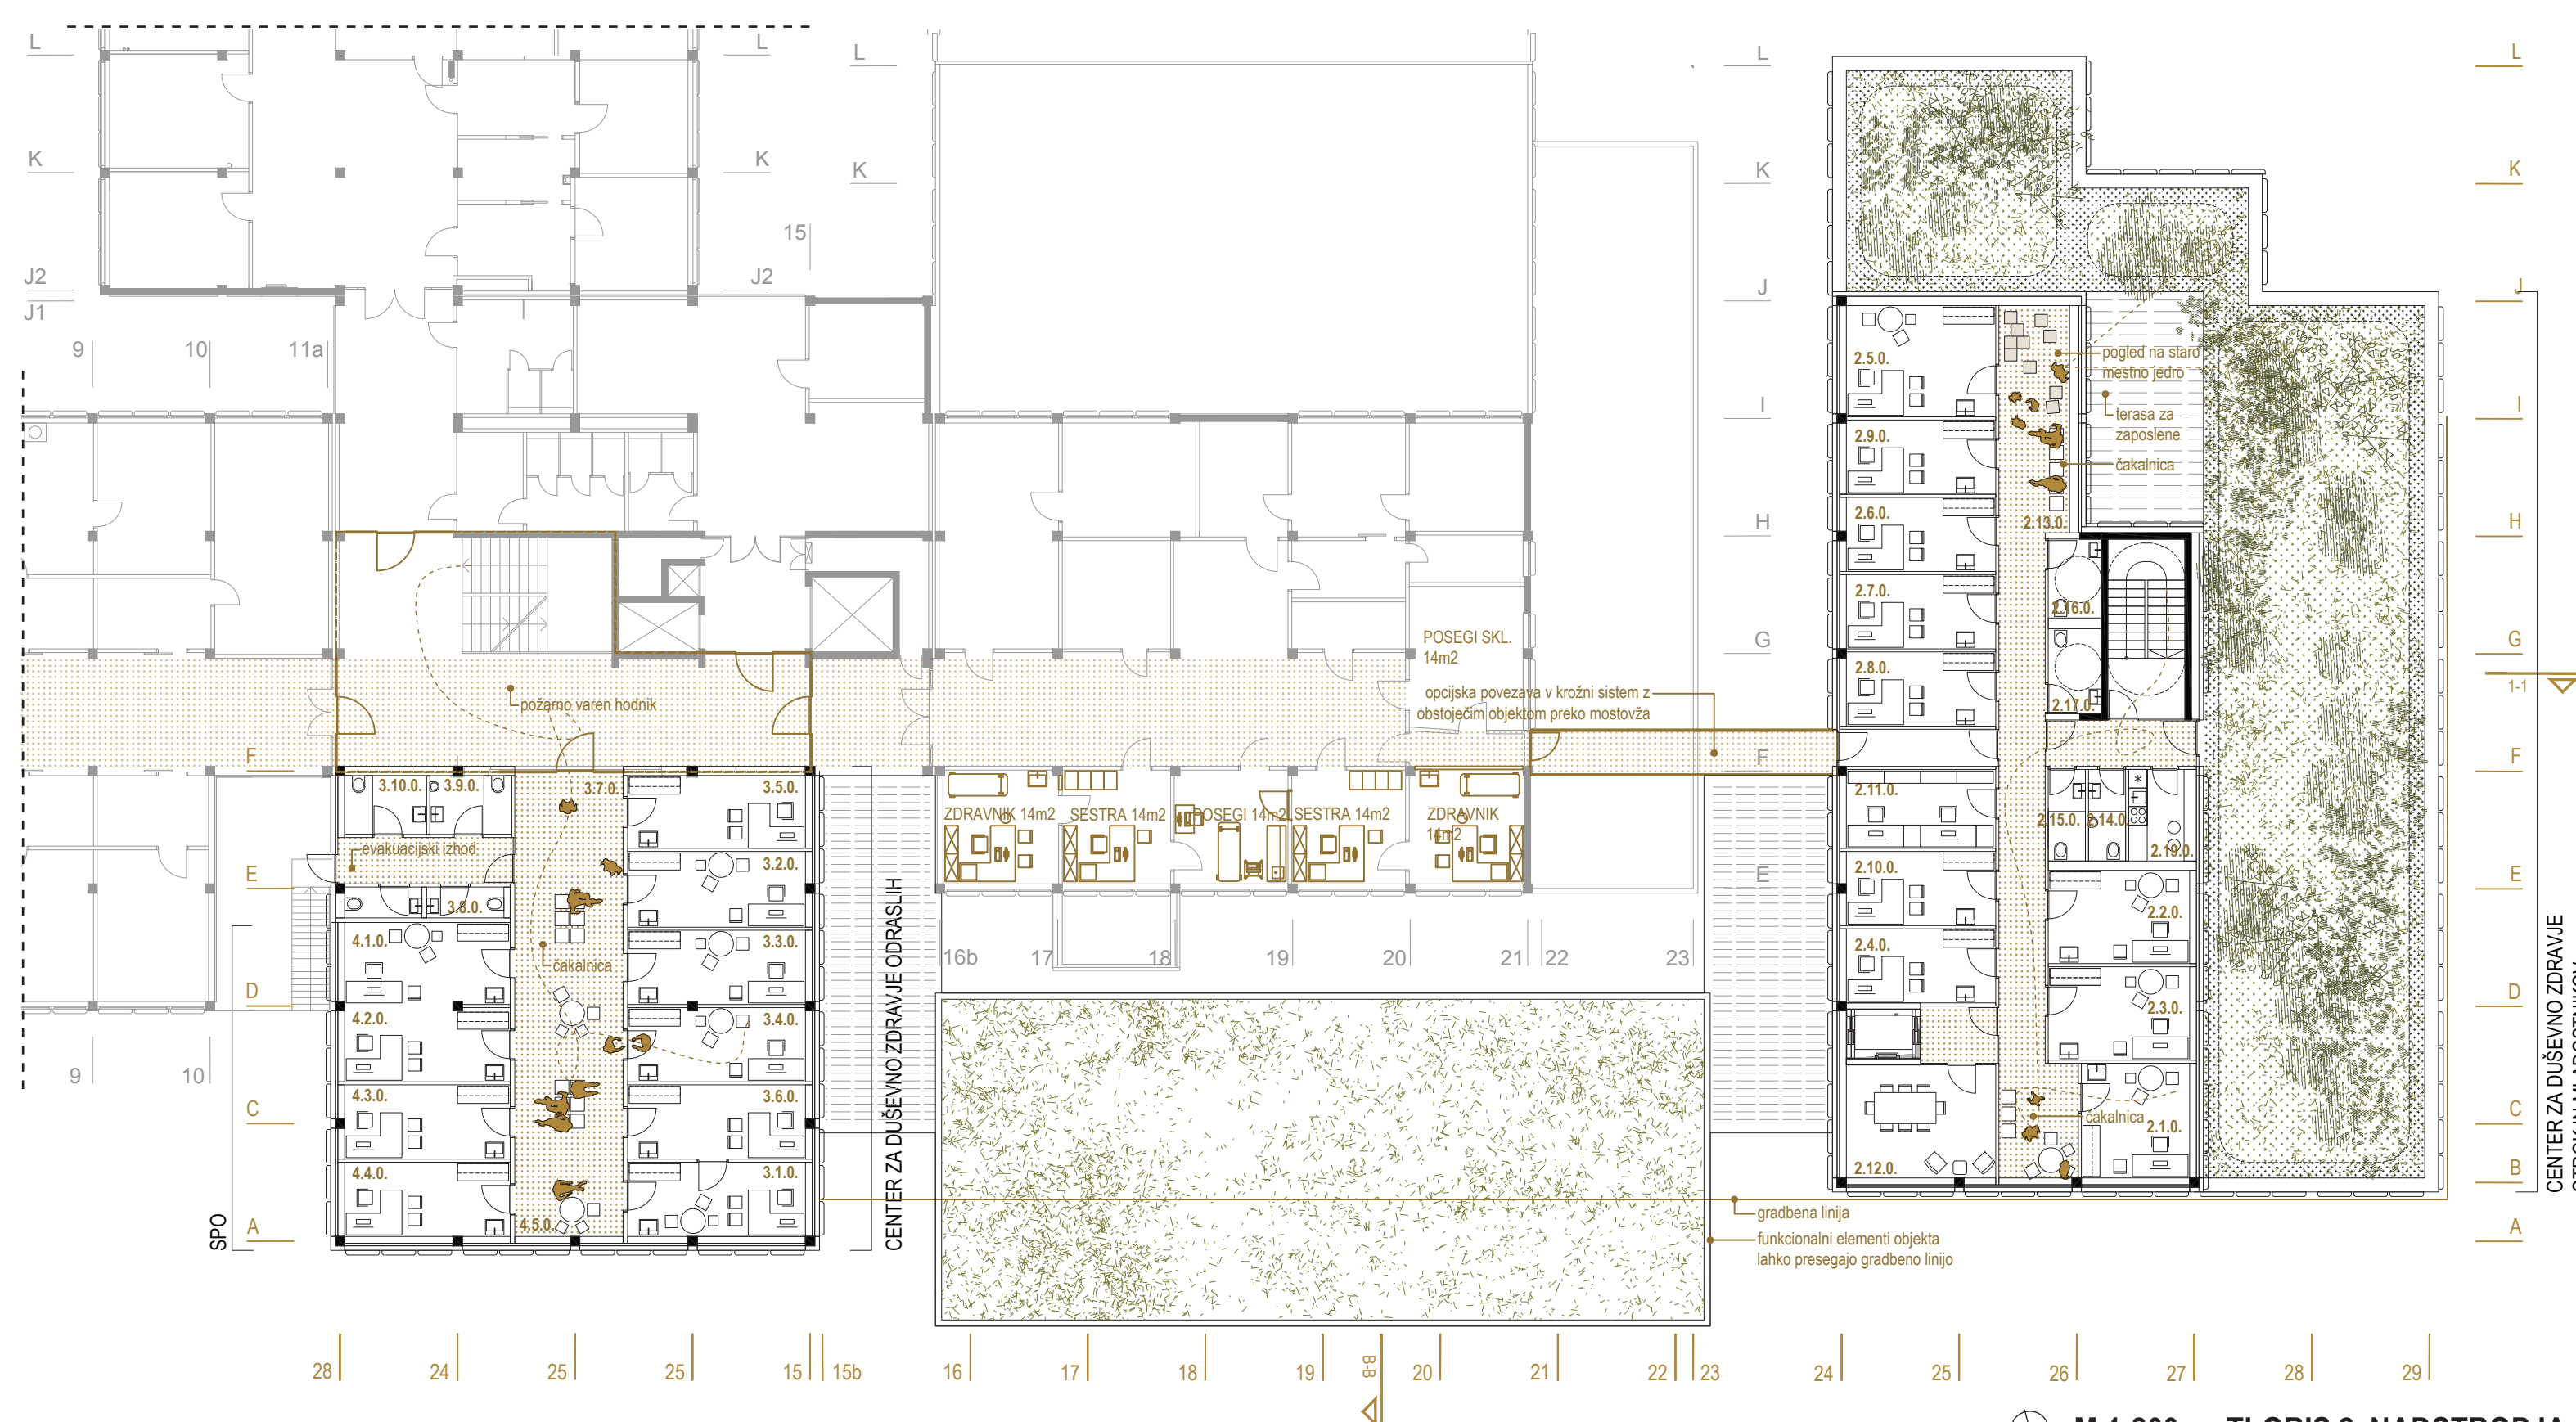 L
L
L
L
L
K
K
K
K
K
15
J2
J1
J2
J
J
9
10
11a
I
I
H
H
G
G
F
F
F
E
E
E
D
D
C
C
B
A
A
9
10
požarno varen hodnik
evakuacijski izhod
čakalnica
3.10.0.
3.9.0.
3.7.0.
3.5.0.
3.2.0.
3.8.0.
4.1.0.
3.3.0.
4.2.0.
3.4.0.
4.3.0.
3.6.0.
4.4.0.
3.1.0.
4.5.0.
SPO
CENTER ZA DUŠEVNO ZDRAVJE ODRASLIH
POSEGI SKL.
14m2
opcijska povezava v krožni sistem z
obstoječim objektom preko mostovža
ZDRAVNIK 14m2
SESTRA 14m2
POSEGI 14m2
SESTRA 14m2
ZDRAVNIK
14m2
16b
17
18
19
20
21
22
23
2.5.0.
2.9.0.
2.6.0.
2.7.0.
2.8.0.
2.11.0.
2.10.0.
2.4.0.
2.12.0.
pogled na staro
mestno jedro
terasa za
zaposlene
čakalnica
2.13.0.
2.16.0.
2.17.0.
2.15.0.
2.14.0.
2.19.0.
2.2.0.
2.3.0.
čakalnica
2.1.0.
1-1
gradbena linija
funkcionalni elementi objekta
lahko presegajo gradbeno linijo
CENTER ZA DUŠEVNO ZDRAVJE
28
24
25
25
15
15b
16
17
18
19
B-B
20
21
22
23
24
25
26
27
28
29